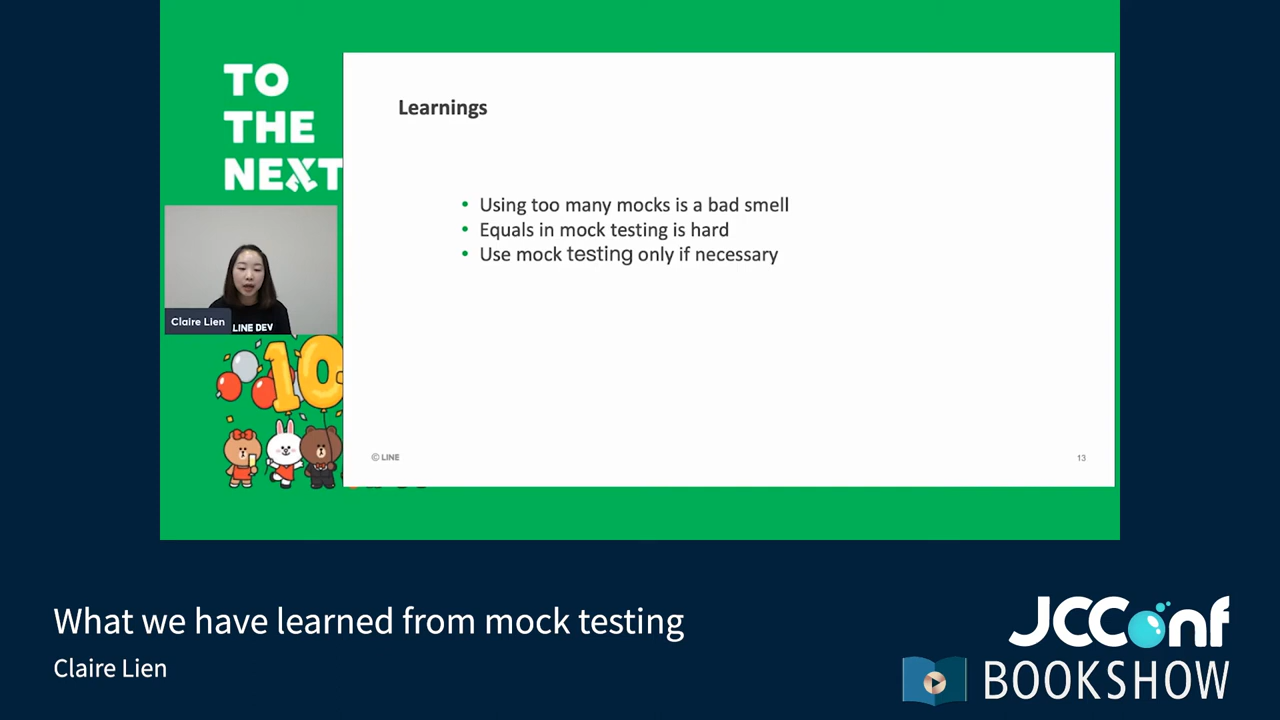 TO
THE
NEXT
Learnings
• Using too many mocks is a bad smell
• Equals in mock testing is hard
• Use mock testing only if necessary
Claire Lien
LINE DEV
10
© LINE
13
What we have learned from mock testing
Claire Lien
JCConf
BOOKSHOW